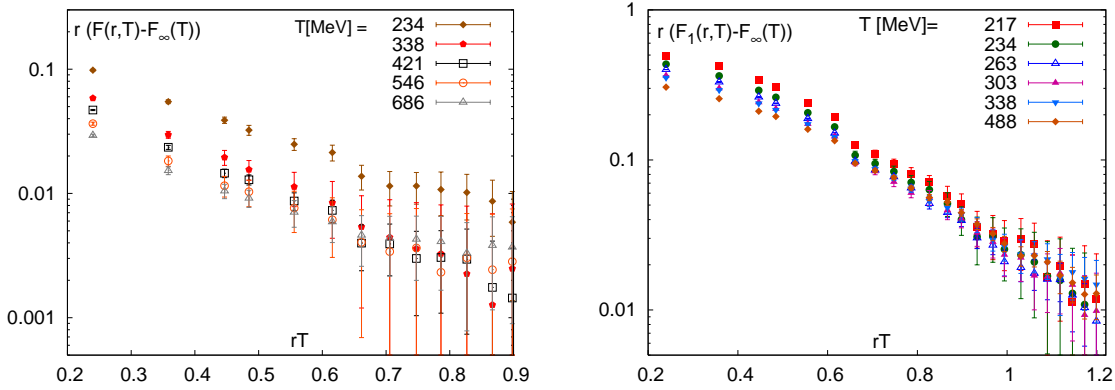 r (F(r,T)-F∞(T))
T[MeV] = 234
338
421
546
686
0.1
0.01
0.001
0.2 0.3 0.4 0.5 0.6 0.7 0.8 0.9
rT
r (F₁(r,T)-F∞(T))
T [MeV]= 217
234
263
303
338
488
1
0.1
0.01
0.2 0.4 0.6 0.8 1 1.2
rT